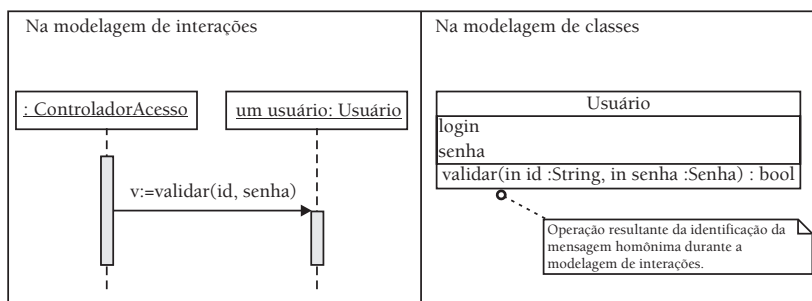 Na modelagem de interações
: ControladorAcesso
um usuário: Usuário
v:=validar(id, senha)
Na modelagem de classes
Usuário
login
senha
validar(in id :String, in senha :Senha) : bool
Operação resultante da identificação da
mensagem homônima durante a
modelagem de interações.